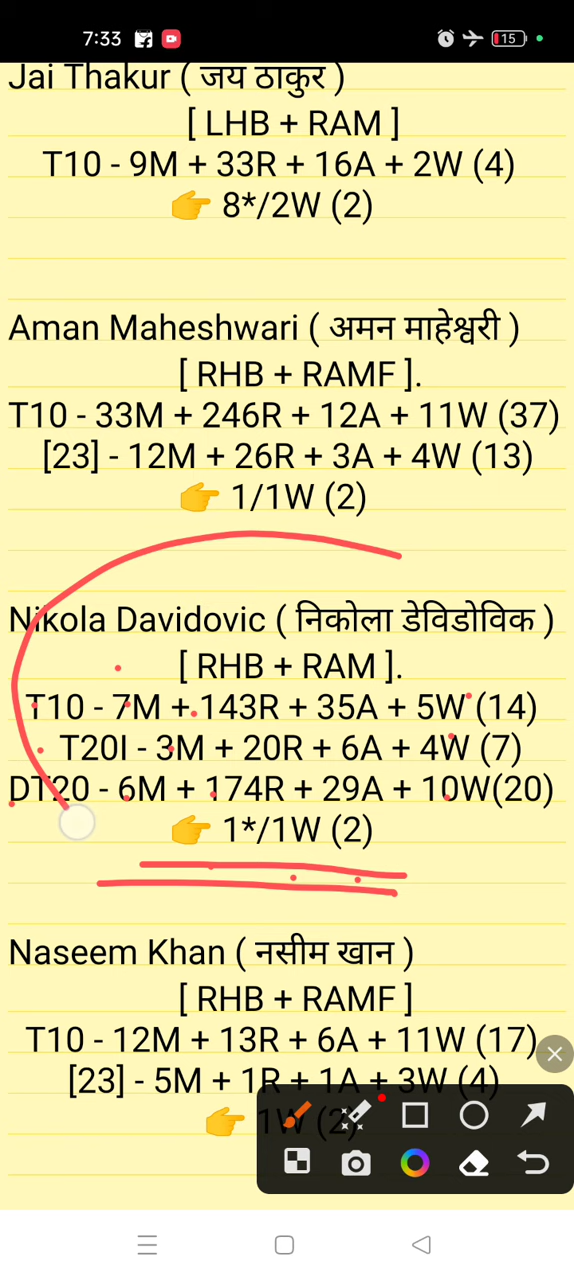 7:33
15
Jai Thakur ( जय ठाकुर )
[ LHB + RAM ]
T10 - 9M + 33R + 16A + 2W (4)
👉 8*/2W (2)
Aman Maheshwari ( अमन माहेश्वरी )
[ RHB + RAMF ].
T10 - 33M + 246R + 12A + 11W (37)
[23] - 12M + 26R + 3A + 4W (13)
👉 1/1W (2)
Nikola Davidovic ( निकोला डेविडोविक )
[ RHB + RAM ].
T10 - 7M + 143R + 35A + 5W (14)
T20I - 3M + 20R + 6A + 4W (7)
DT20 - 6M + 174R + 29A + 10W(20)
👉 1*/1W (2)
Naseem Khan ( नसीम खान )
[ RHB + RAMF ]
T10 - 12M + 13R + 6A + 11W (17)
[23] - 5M + 1R + 1A + 3W (4)
👉 1W (2)